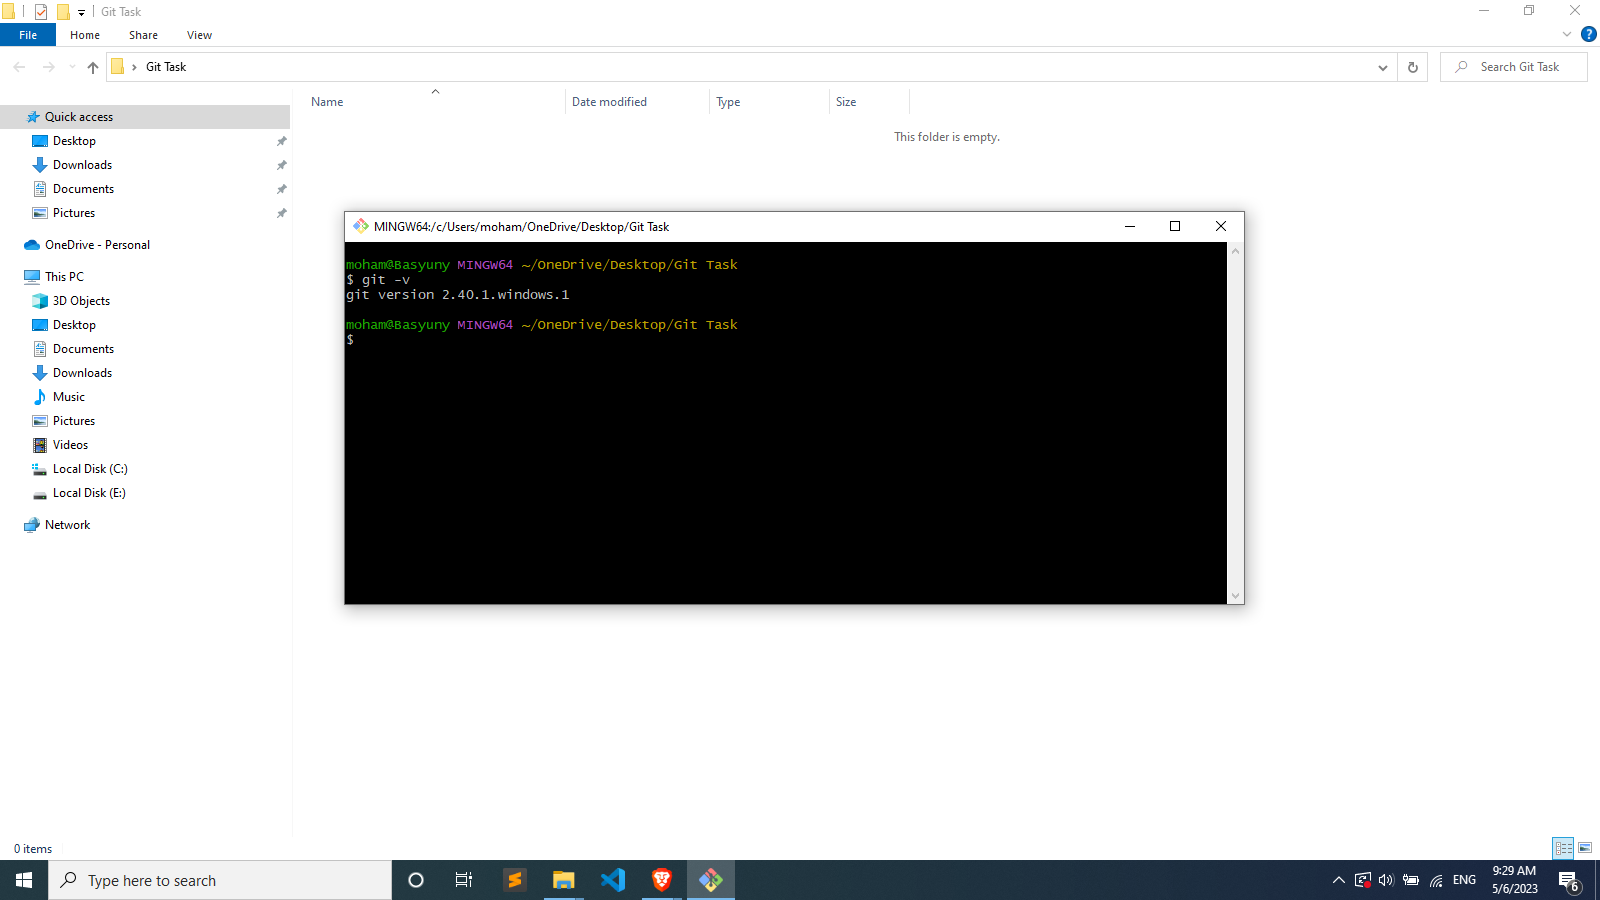 Git Task
File Home Share View
Git Task
Search Git Task
Name Date modified Type Size
This folder is empty.
Quick access
Desktop
Downloads
Documents
Pictures
OneDrive - Personal
This PC
3D Objects
Desktop
Documents
Downloads
Music
Pictures
Videos
Local Disk (C:)
Local Disk (E:)
Network
MINGW64:/c/Users/moham/OneDrive/Desktop/Git Task
moham@Basyuny MINGW64 ~/OneDrive/Desktop/Git Task
$ git -v
git version 2.40.1.windows.1
moham@Basyuny MINGW64 ~/OneDrive/Desktop/Git Task
$
0 items
Type here to search
ENG
9:29 AM
5/6/2023
6